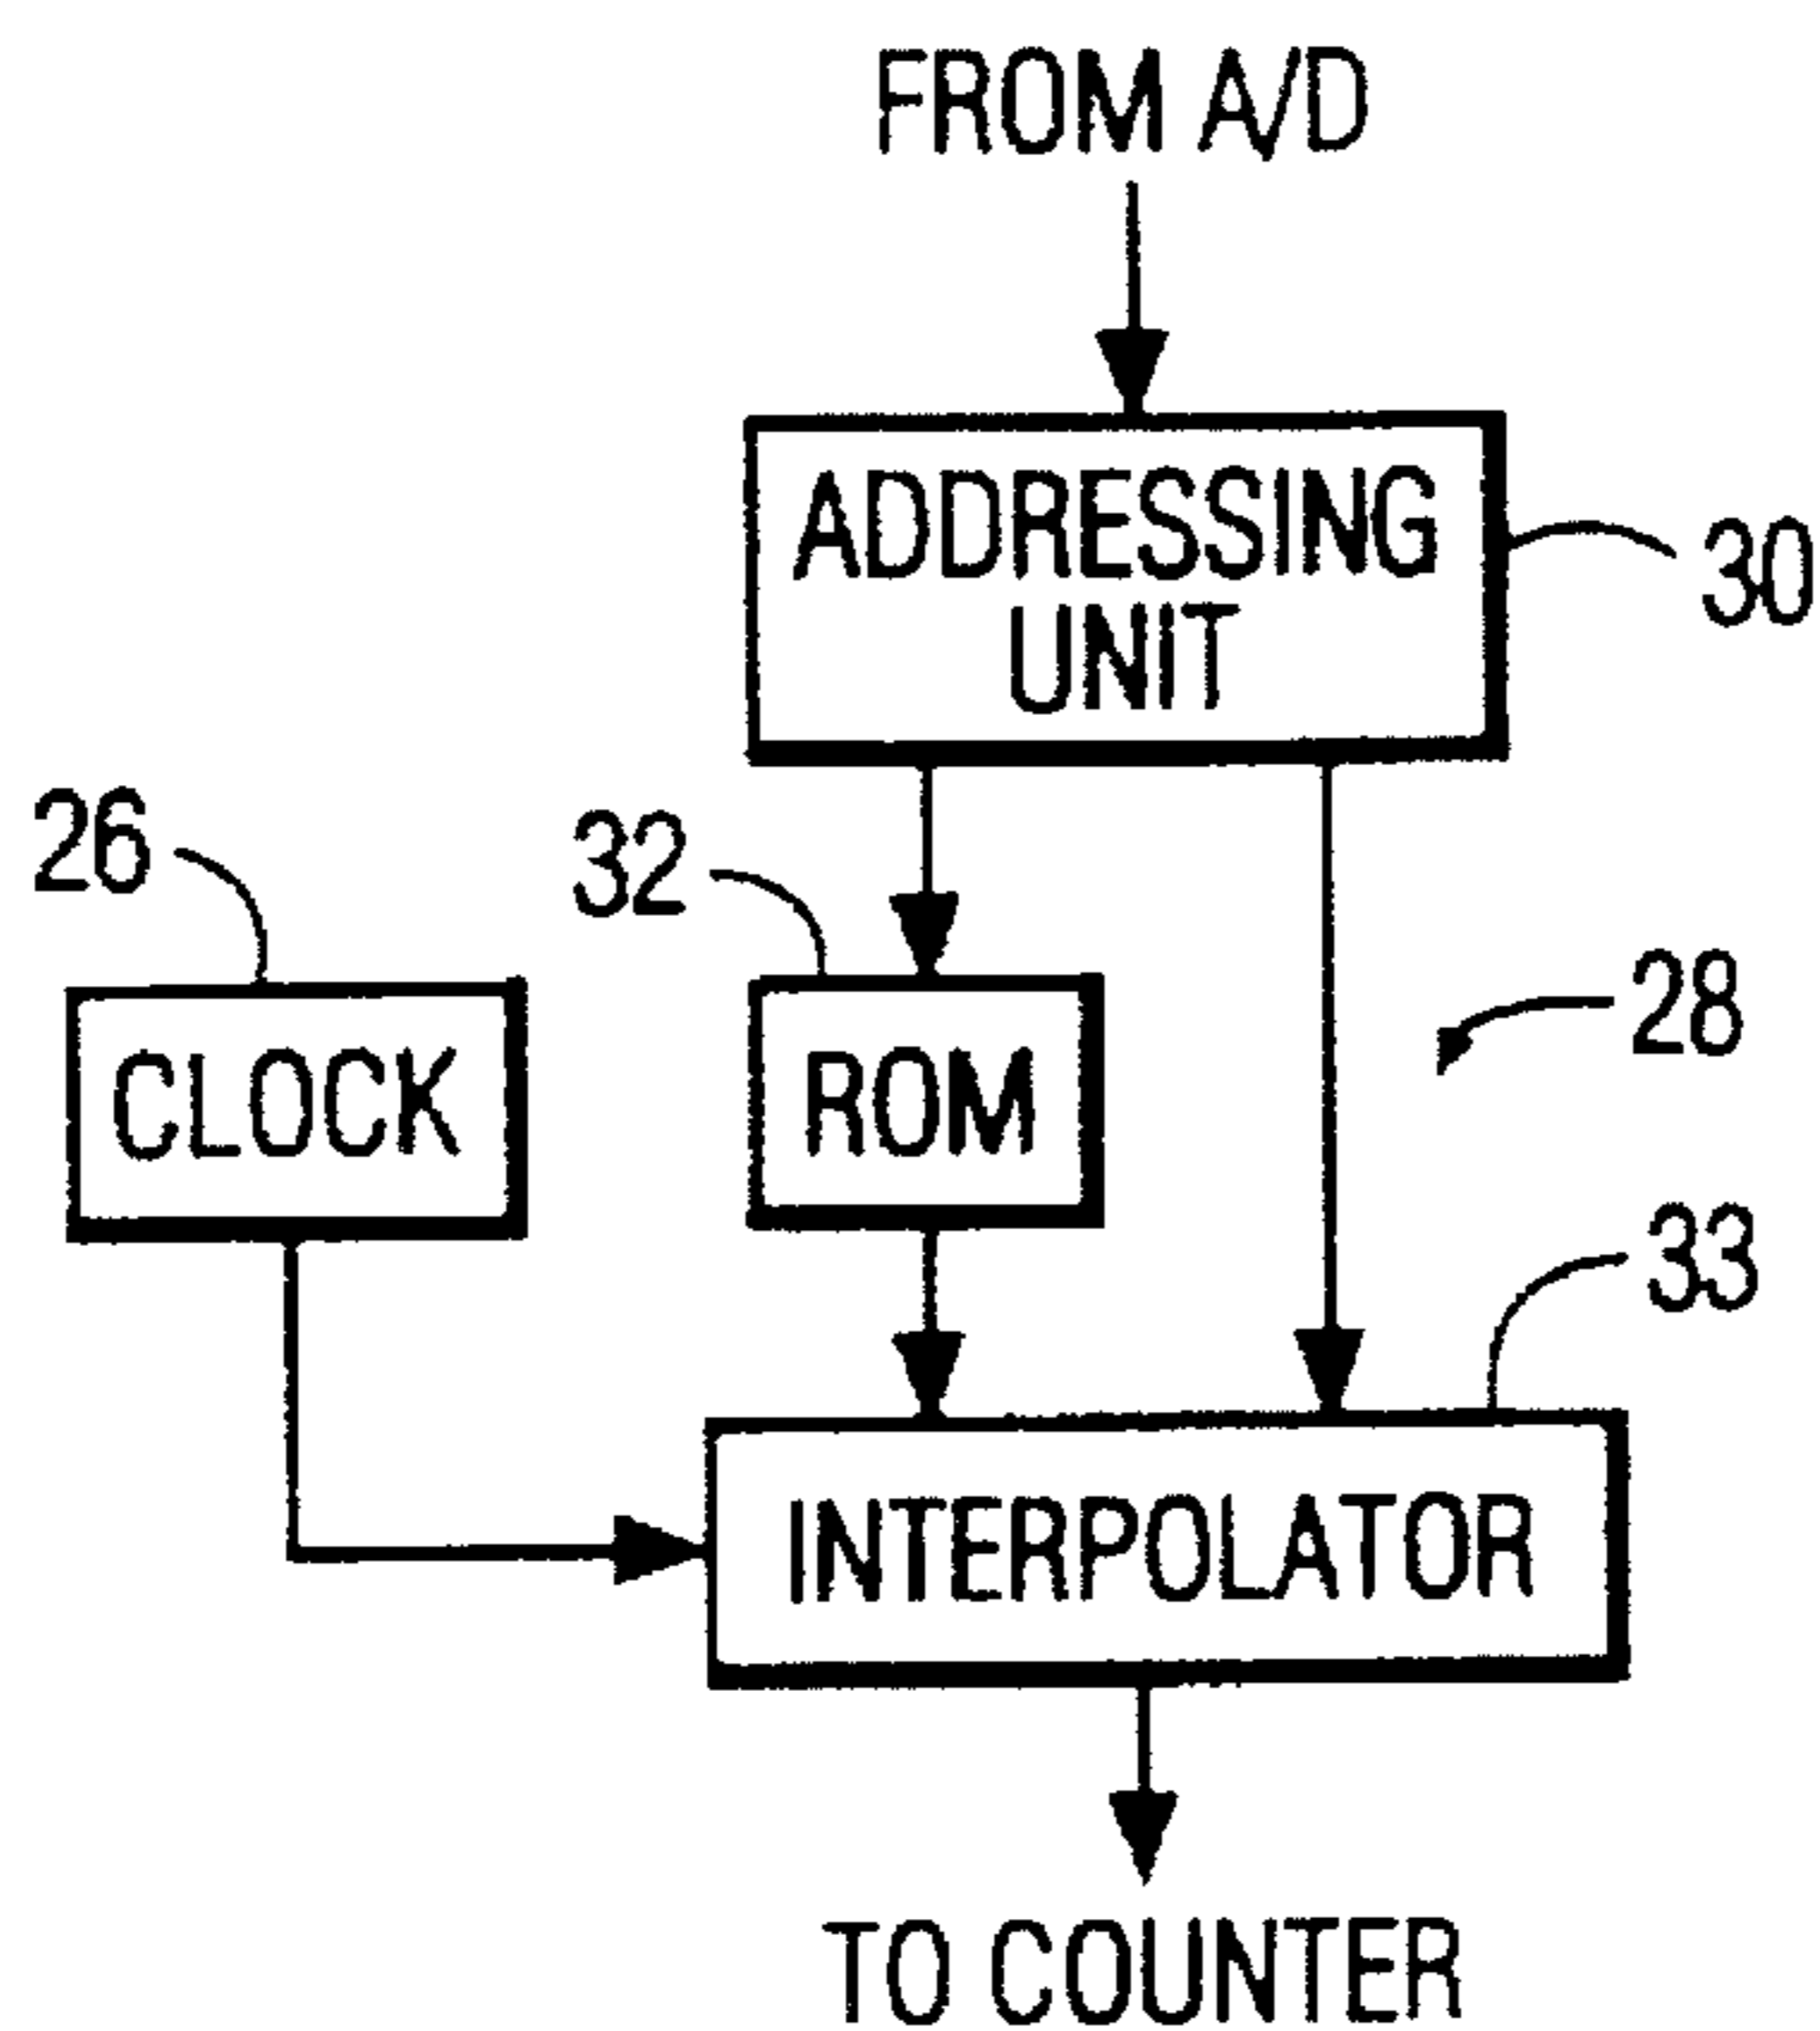 FROM A/D
ADDRESSING
UNIT
30
26
32
CLOCK
ROM
28
33
INTERPOLATOR
TO COUNTER